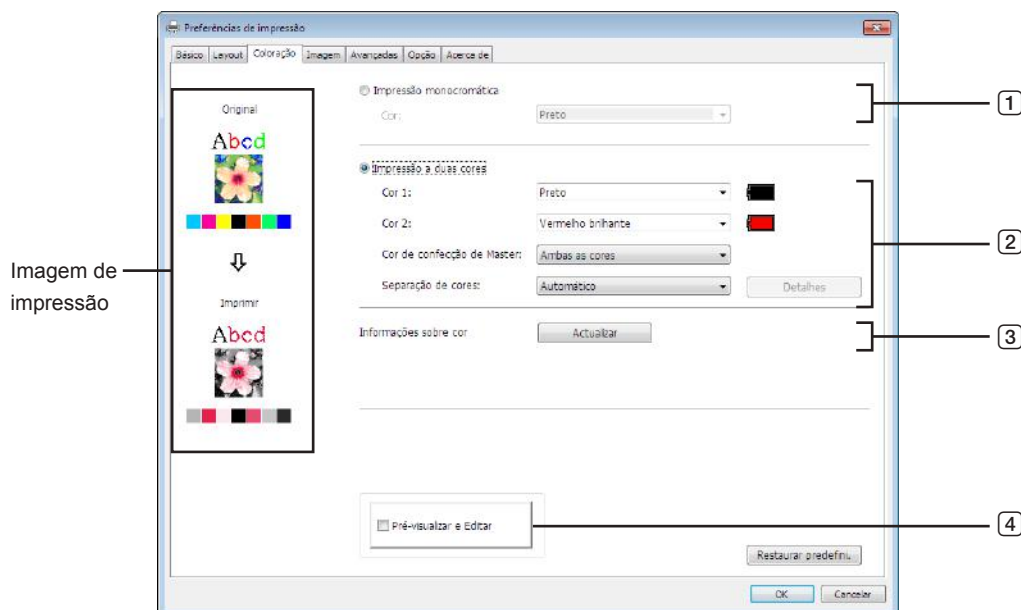 Preferências de impressão
Básico Layout Coloração Imagem Avançadas Opção Acerca de
Original
Abcd
Imprimir
Abcd
Imagem de
impressão
Impressão monocromática
Cor: Preto
1
Impressão a duas cores
Cor 1: Preto
Cor 2: Vermelho brilhante
Cor de confecção de Master: Ambas as cores
Separação de cores: Automático Detalhes
2
Informações sobre cor Actualizar
3
Pré-visualizar e Editar
4
Restaurar predefini.
OK Cancelar